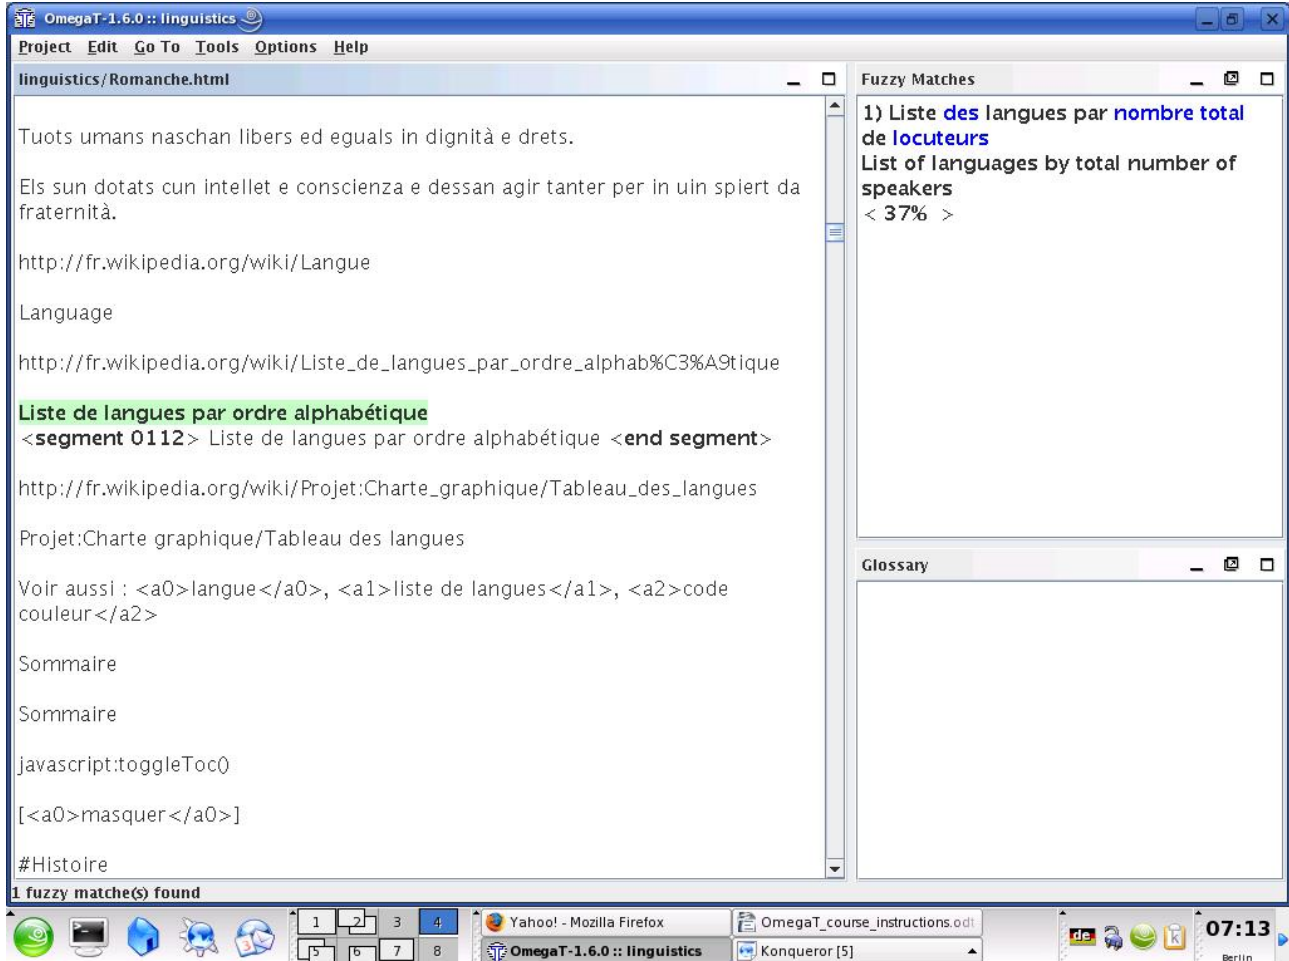 OmegaT-1.6.0 :: linguistics
Project Edit Go To Tools Options Help
linguistics/Romanche.html
Tuots umans naschan libers ed eguals in dignità e drets.
Els sun dotats cun intellet e conscienza e dessan agir tanter per in uin spiert da
fraternità.
http://fr.wikipedia.org/wiki/Langue
Language
http://fr.wikipedia.org/wiki/Liste_de_langues_par_ordre_alphab%C3%A9tique
Liste de langues par ordre alphabétique
<segment 0112> Liste de langues par ordre alphabétique <end segment>
http://fr.wikipedia.org/wiki/Projet:Charte_graphique/Tableau_des_langues
Projet:Charte graphique/Tableau des langues
Voir aussi : <a0>langue</a0>, <a1>liste de langues</a1>, <a2>code
couleur</a2>
Sommaire
Sommaire
javascript:toggleToc()
[<a0>masquer</a0>]
#Histoire
Fuzzy Matches
1) Liste des langues par nombre total
de locuteurs
List of languages by total number of
speakers
< 37% >
Glossary
1 fuzzy matche(s) found
1 2 3 4
5 6 7 8
Yahoo! - Mozilla Firefox
OmegaT-1.6.0 :: linguistics
OmegaT_course_instructions.odt
Konqueror [5]
de
07:13
Berlin